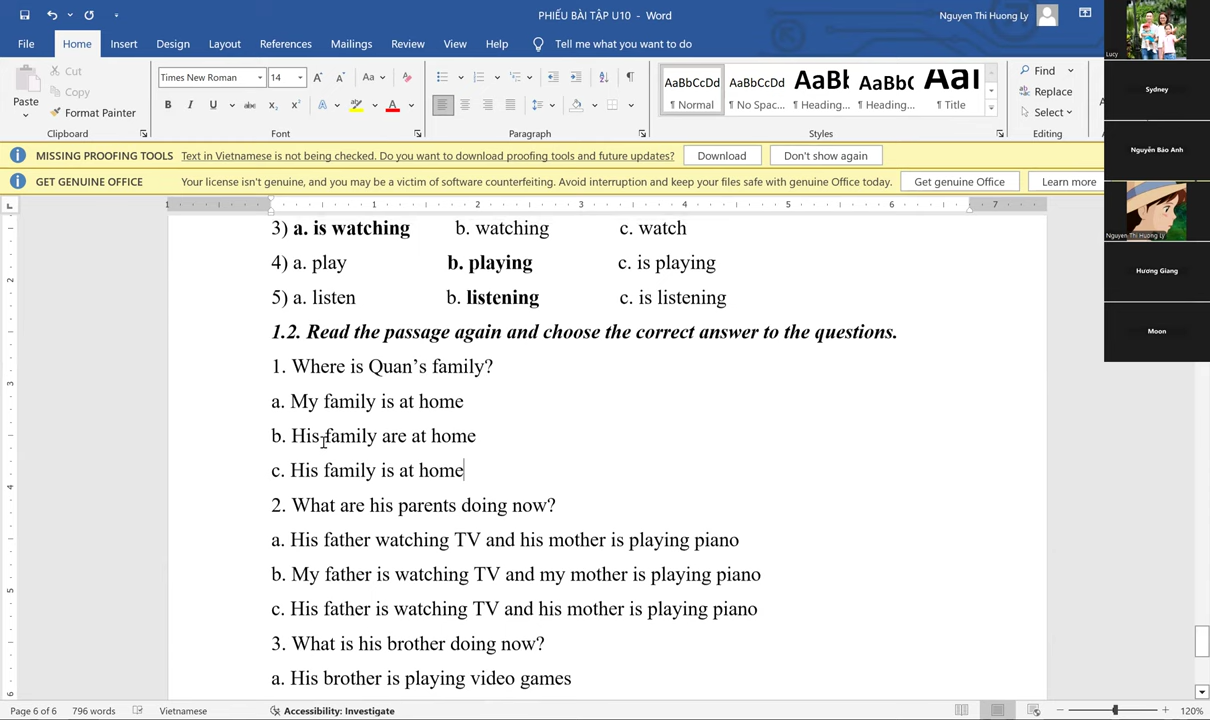 PHIẾU BÀI TẬP U10 - Word
Nguyen Thi Huong Ly
File Home Insert Design Layout References Mailings Review View Help Tell me what you want to do
Paste
Cut
Copy
Format Painter
Clipboard
Times New Roman 14
Font
Paragraph
AaBbCcDd AaBbCcDd AaBb( AaBbC AaI
¶ Normal ¶ No Spac... Heading... Heading... Title
Styles
Find
Replace
Select
Editing
MISSING PROOFING TOOLS Text in Vietnamese is not being checked. Do you want to download proofing tools and future updates? Download Don't show again
GET GENUINE OFFICE Your license isn't genuine, and you may be a victim of software counterfeiting. Avoid interruption and keep your files safe with genuine Office today. Get genuine Office Learn more
3) a. is watching b. watching c. watch
4) a. play b. playing c. is playing
5) a. listen b. listening c. is listening
1.2. Read the passage again and choose the correct answer to the questions.
1. Where is Quan's family?
a. My family is at home
b. His family are at home
c. His family is at home
2. What are his parents doing now?
a. His father watching TV and his mother is playing piano
b. My father is watching TV and my mother is playing piano
c. His father is watching TV and his mother is playing piano
3. What is his brother doing now?
a. His brother is playing video games
Page 6 of 6 796 words Vietnamese Accessibility: Investigate 120%
Lucy
Sydney
Nguyễn Bảo Anh
Nguyen Thi Huong Ly
Hương Giang
Moon